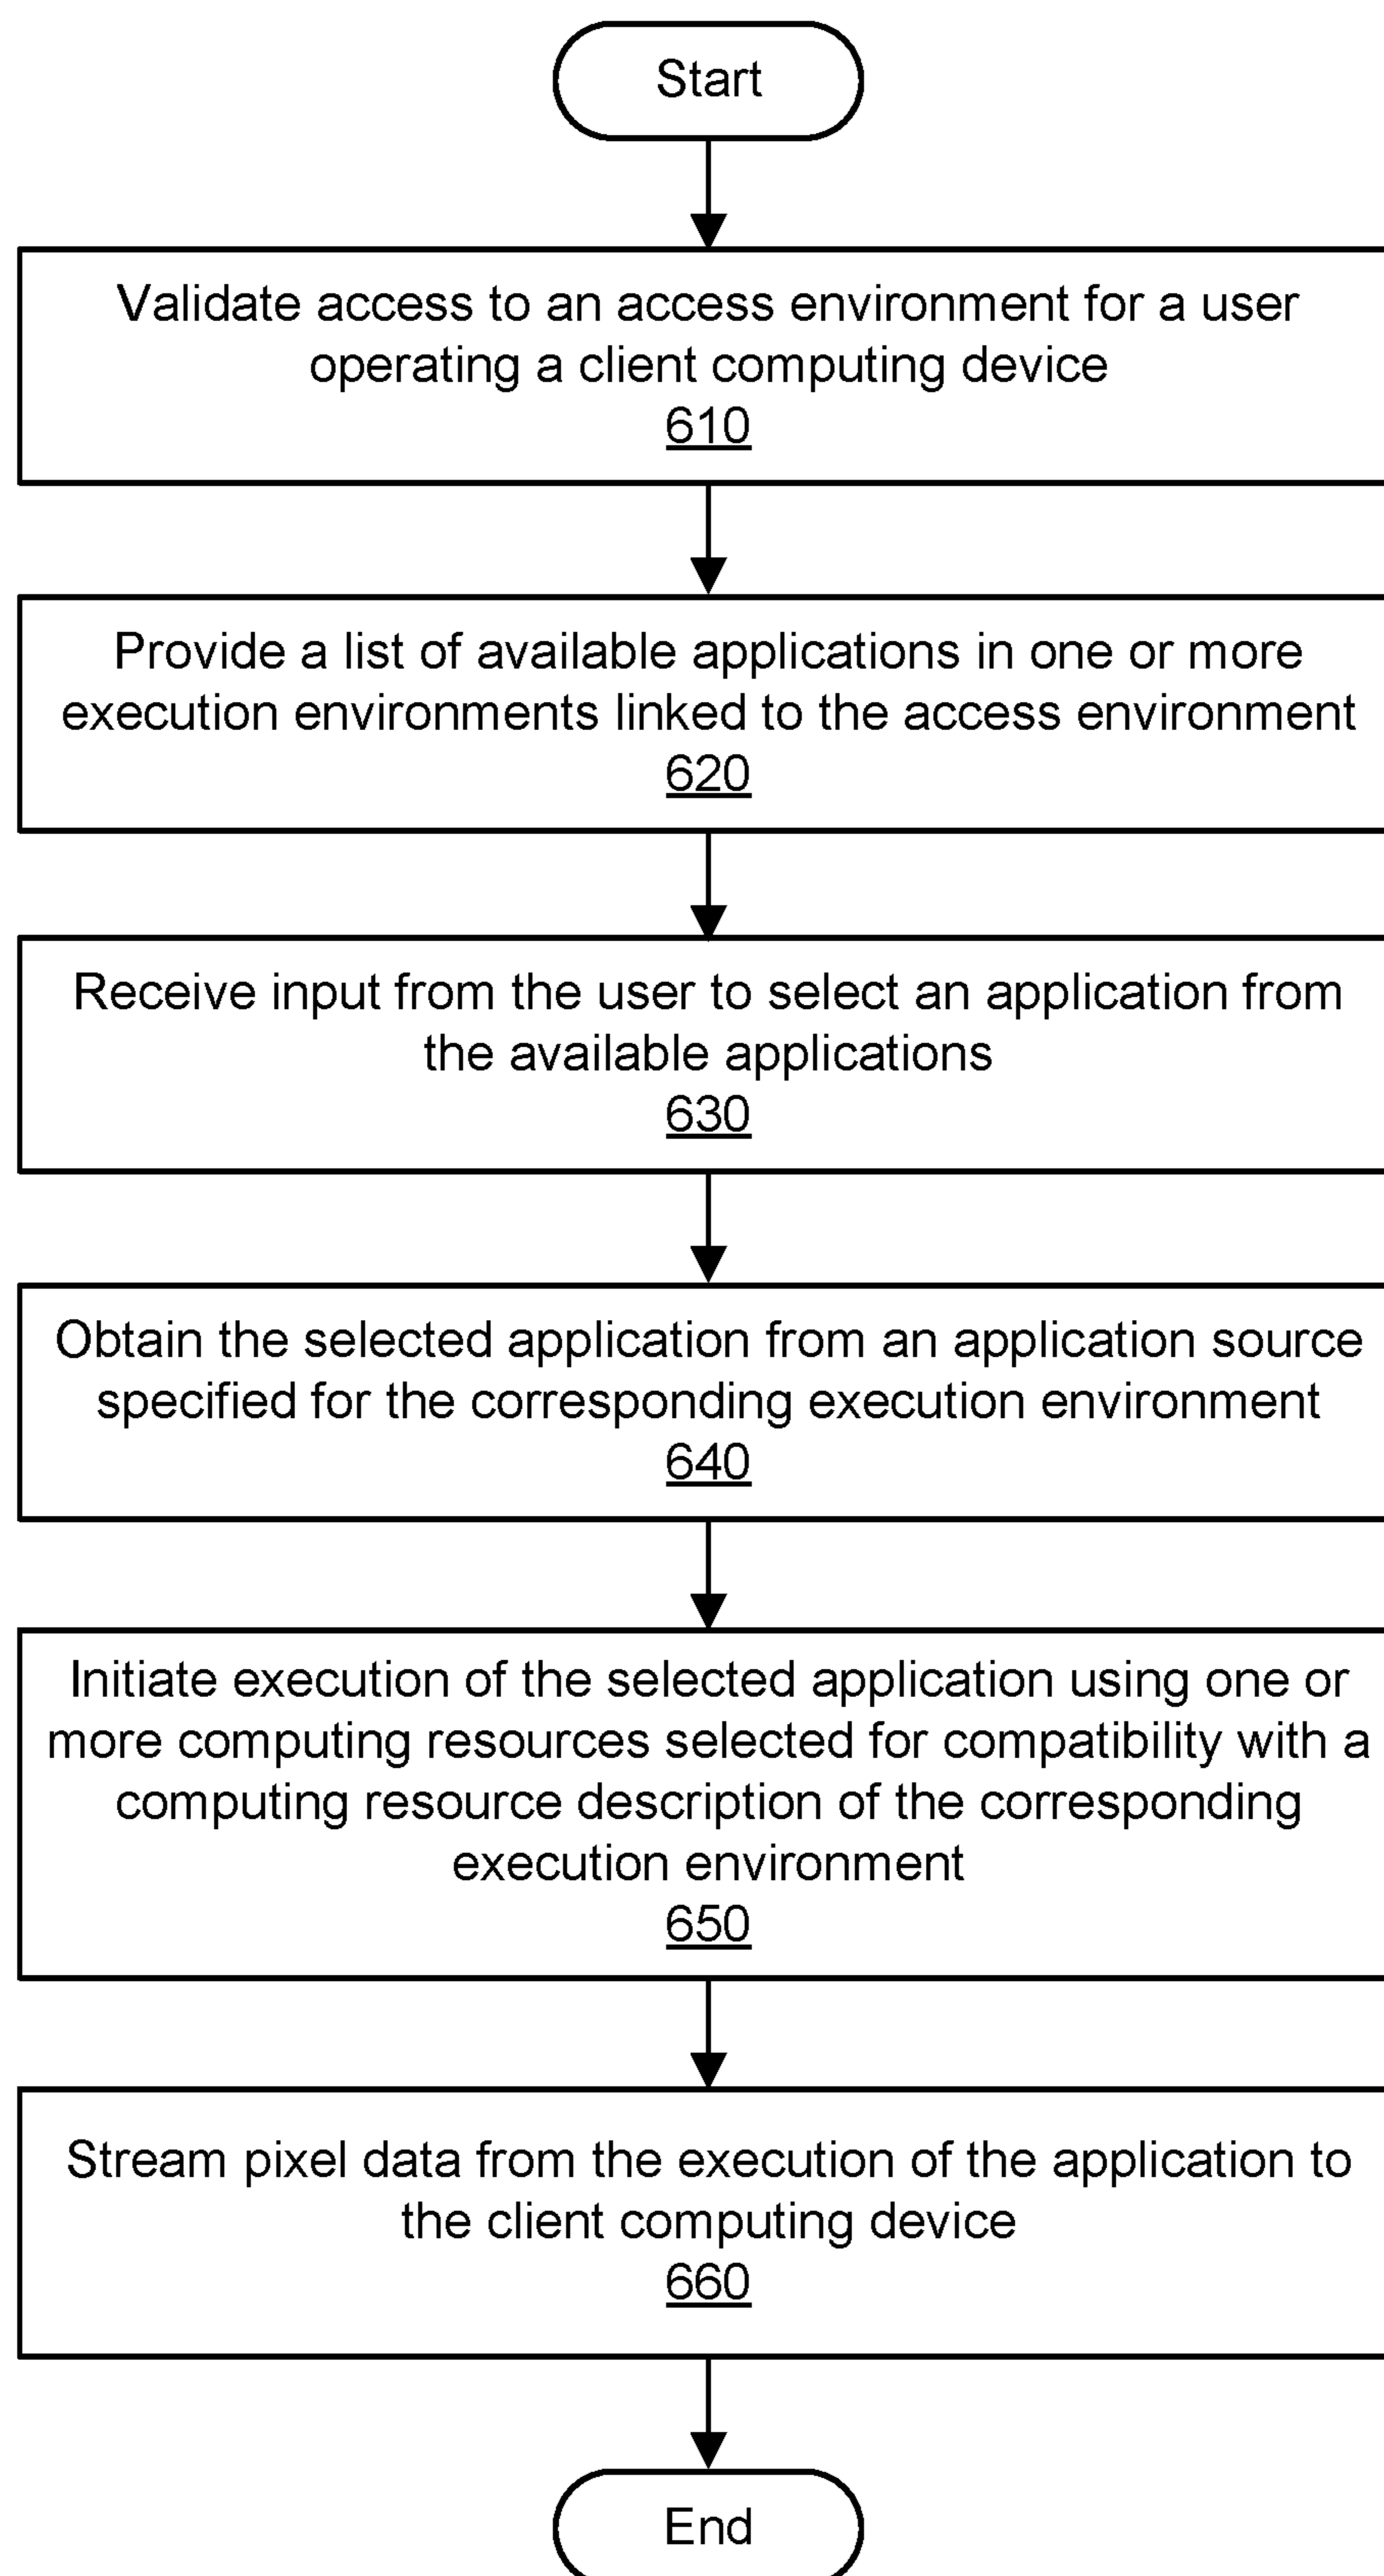 Start
Validate access to an access environment for a user
operating a client computing device
610
Provide a list of available applications in one or more
execution environments linked to the access environment
620
Receive input from the user to select an application from
the available applications
630
Obtain the selected application from an application source
specified for the corresponding execution environment
640
Initiate execution of the selected application using one or
more computing resources selected for compatibility with a
computing resource description of the corresponding
execution environment
650
Stream pixel data from the execution of the application to
the client computing device
660
End